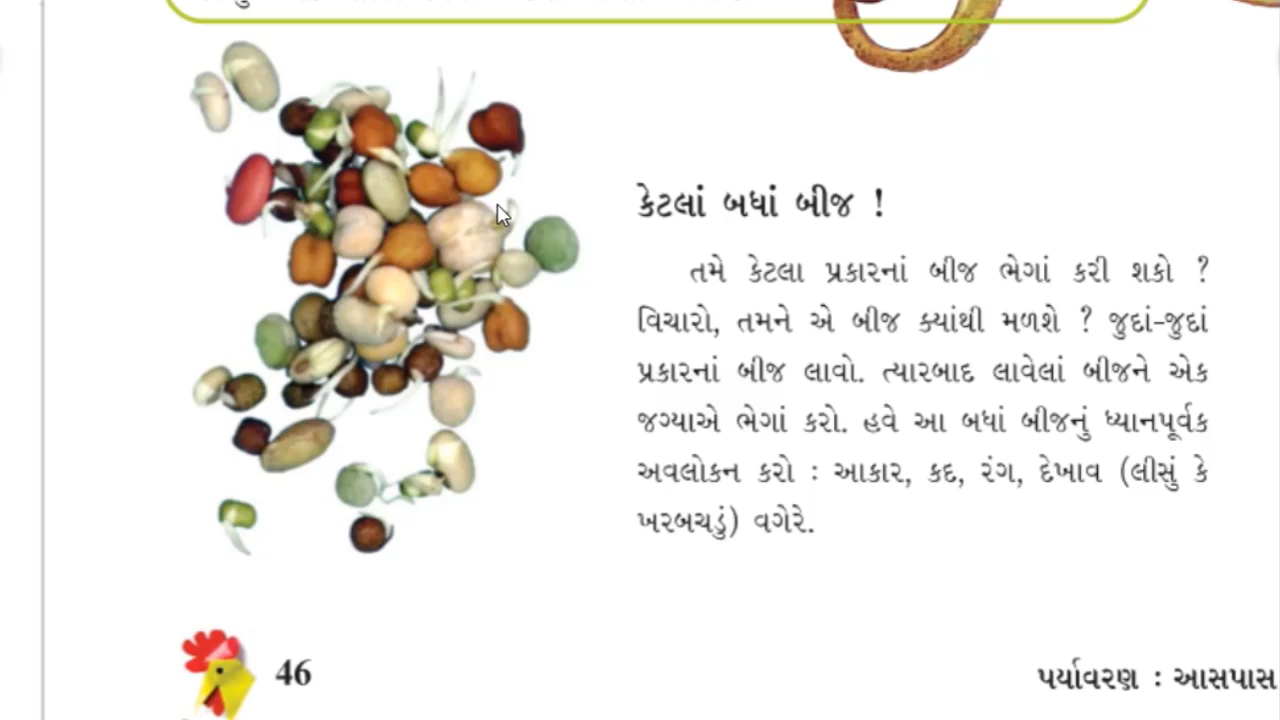 કેટલાં બધાં બીજ !
તમે કેટલા પ્રકારનાં બીજ ભેગાં કરી શકો ?
વિચારો, તમને એ બીજ ક્યાંથી મળશે ? જુદાં-જુદાં
પ્રકારનાં બીજ લાવો. ત્યારબાદ લાવેલાં બીજને એક
જગ્યાએ ભેગાં કરો. હવે આ બધાં બીજનું ધ્યાનપૂર્વક
અવલોકન કરો : આકાર, કદ, રંગ, દેખાવ (લીસું કે
ખરબચડું) વગેરે.
46
પર્યાવરણ : આસપાસ